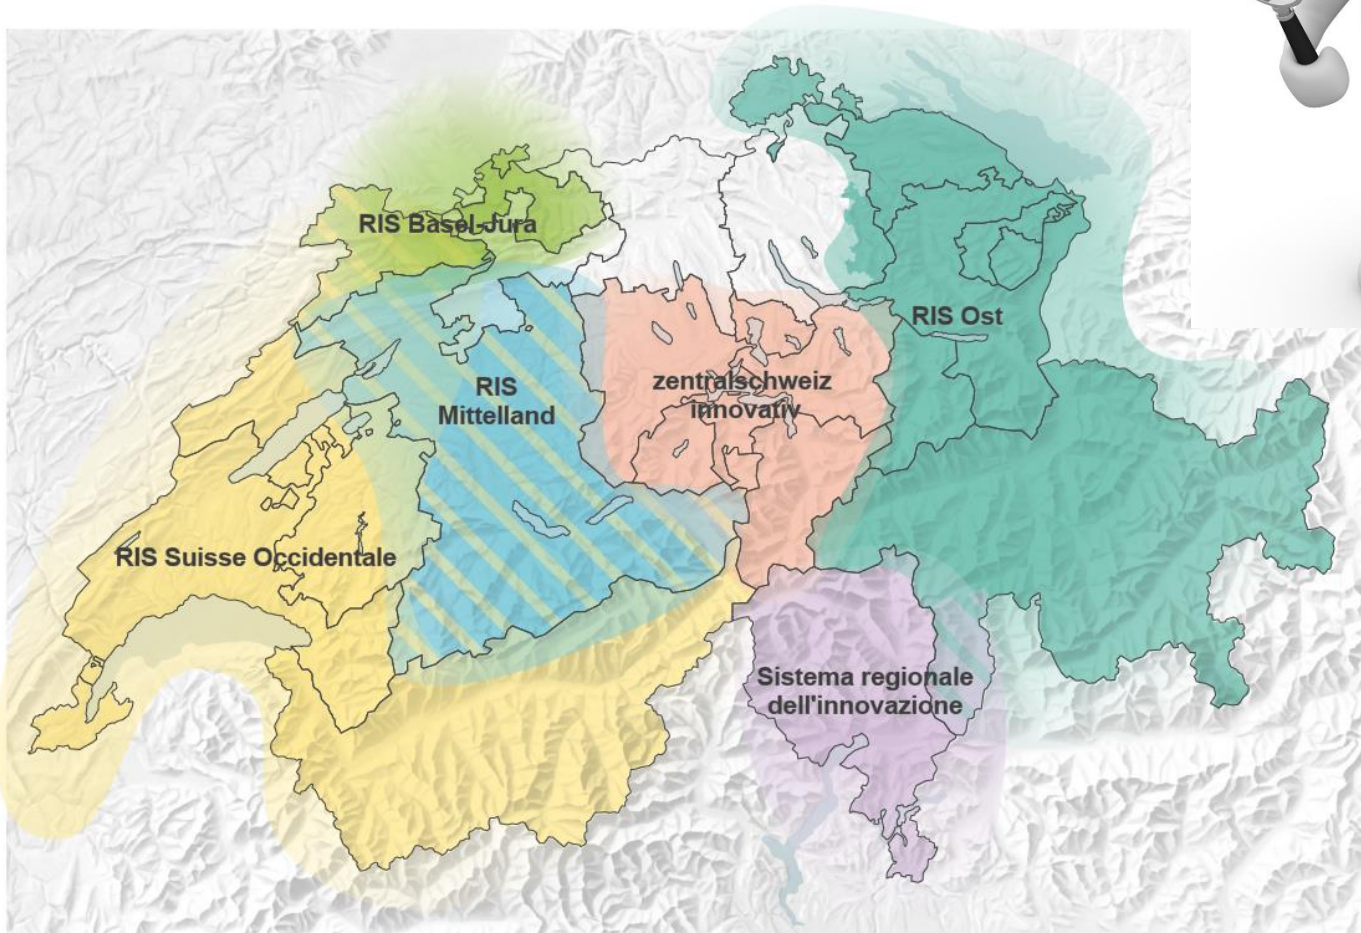 RIS Basel-Jura
RIS Ost
RIS
Mittelland
zentralschweiz
innovativ
RIS Suisse Occidentale
Sistema regionale
dell'innovazione